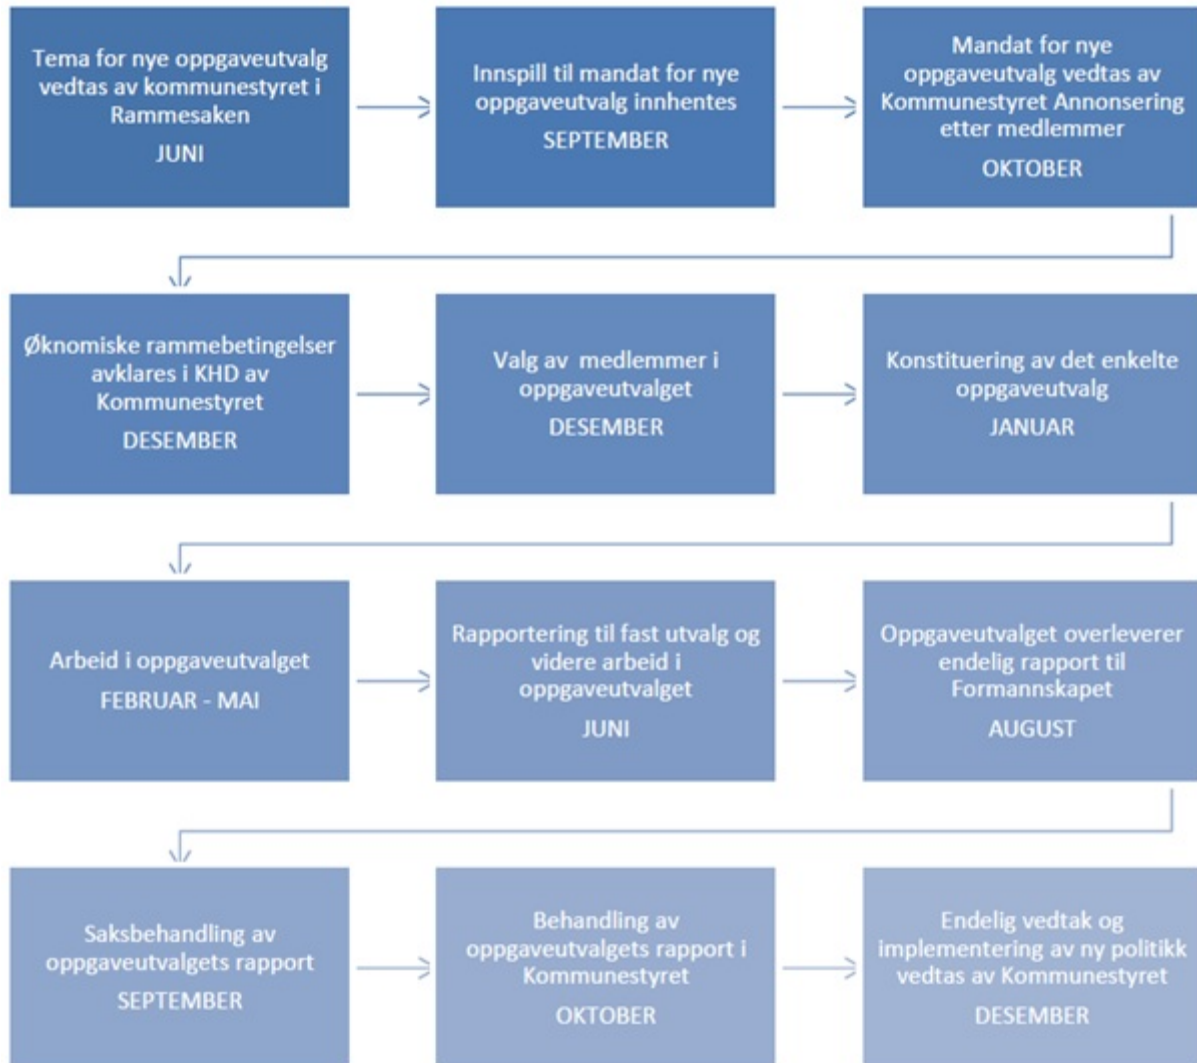 Tema for nye oppgaveutvalg
vedtas av kommunestyret i
Rammesaken
JUNI
Innspill til mandat for nye
oppgaveutvalg innhentes
SEPTEMBER
Mandat for nye
oppgaveutvalg vedtas av
Kommunestyret Annonsering
etter medlemmer
OKTOBER
Øknomiske rammebetingelser
avklares i KHD av
Kommunestyret
DESEMBER
Valg av medlemmer i
oppgaveutvalget
DESEMBER
Konstituering av det enkelte
oppgaveutvalg
JANUAR
Arbeid i oppgaveutvalget
FEBRUAR - MAI
Rapportering til fast utvalg og
videre arbeid i
oppgaveutvalget
JUNI
Oppgaveutvalget overleverer
endelig rapport til
Formannskapet
AUGUST
Saksbehandling av
oppgaveutvalgets rapport
SEPTEMBER
Behandling av
oppgaveutvalgets rapport i
Kommunestyret
OKTOBER
Endelig vedtak og
implementering av ny politikk
vedtas av Kommunestyret
DESEMBER